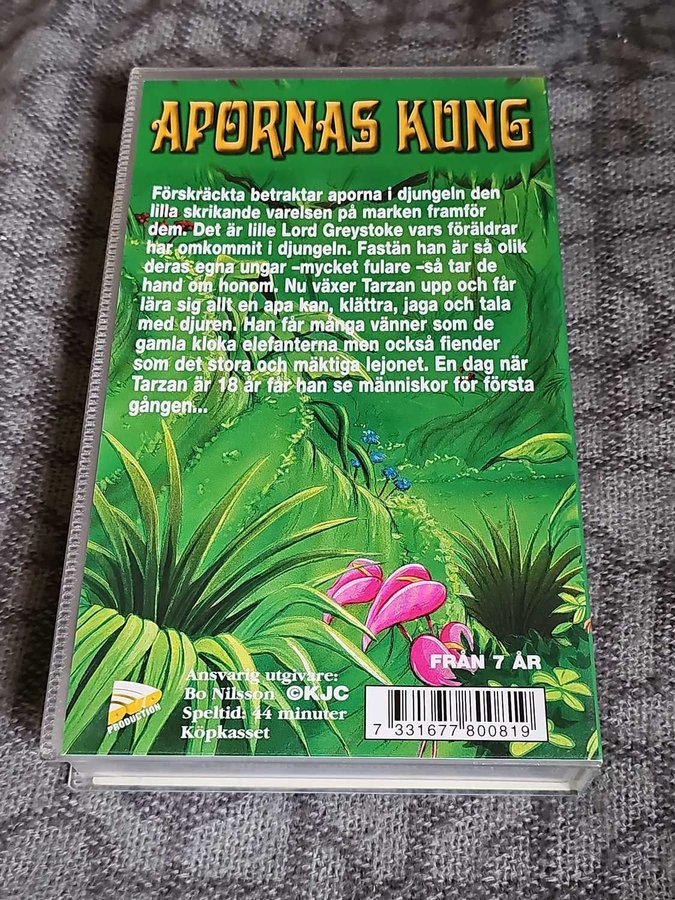 APORNAS KUNG
Förskräckta betraktar aporna i djungeln den
lilla skrikande varelsen på marken framför
dem. Det är lille Lord Greystoke vars föräldrar
har omkommit i djungeln. Fastän han är så olik
deras egna ungar –mycket fulare –så tar de
hand om honom. Nu växer Tarzan upp och får
lära sig allt en apa kan, klättra, jaga och tala
med djuren. Han får många vänner som de
gamla kloka elefanterna men också fiender
som det stora och mäktiga lejonet. En dag när
Tarzan är 18 år får han se människor för första
gången...
FRÅN 7 ÅR
Ansvarig utgivare:
Bo Nilsson ©KJC
Speltid: 44 minuter
Köpkasset
PRODUCTION
7 331677 800819